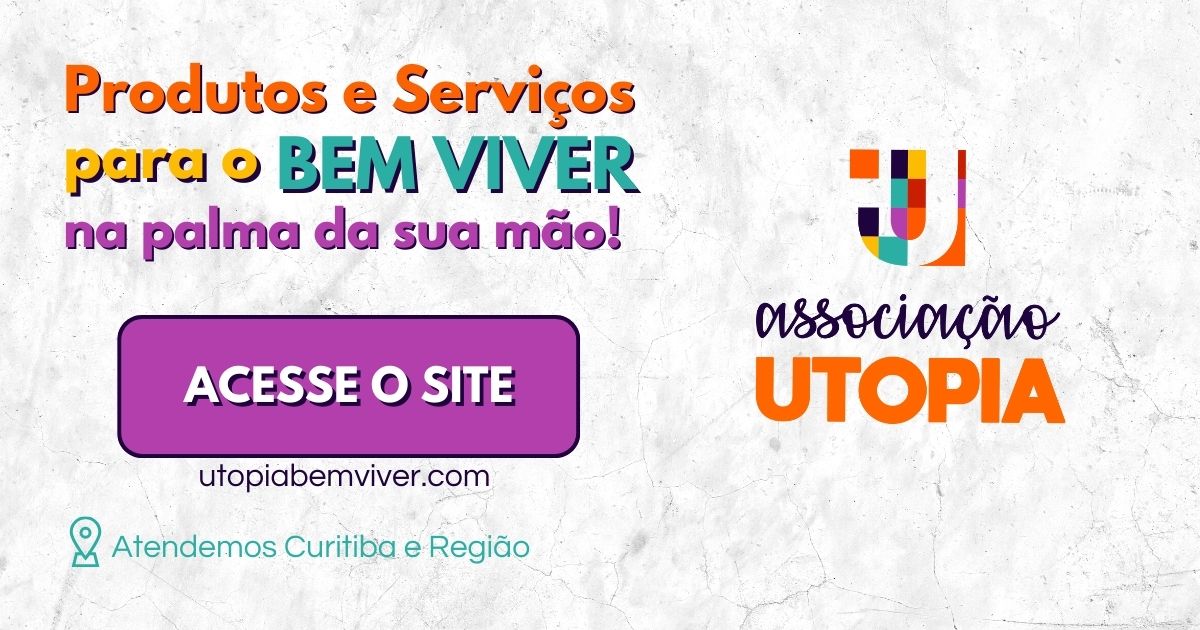 Produtos e Serviços
para o BEM VIVER
na palma da sua mão!
ACESSE O SITE
utopiabemviver.com
Atendemos Curitiba e Região
associação
UTOPIA